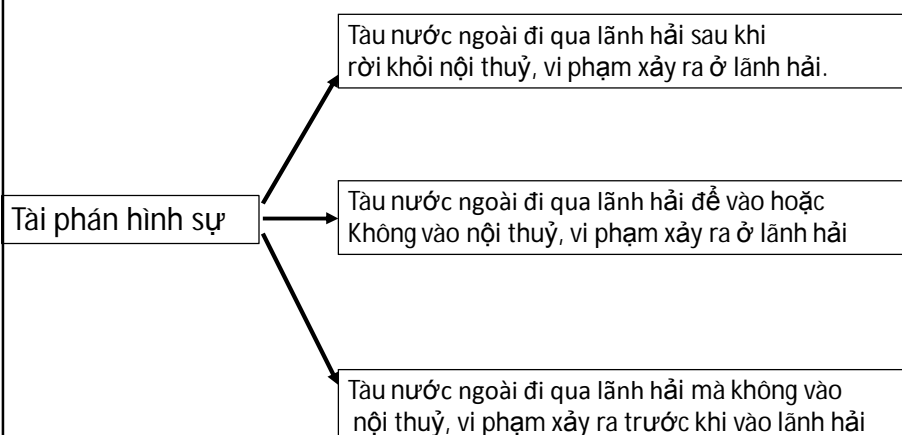 Tàu nước ngoài đi qua lãnh hải sau khi
rời khỏi nội thuỷ, vi phạm xảy ra ở lãnh hải.
Tài phán hình sự
Tàu nước ngoài đi qua lãnh hải để vào hoặc
Không vào nội thuỷ, vi phạm xảy ra ở lãnh hải
Tàu nước ngoài đi qua lãnh hải mà không vào
nội thuỷ, vi phạm xảy ra trước khi vào lãnh hải